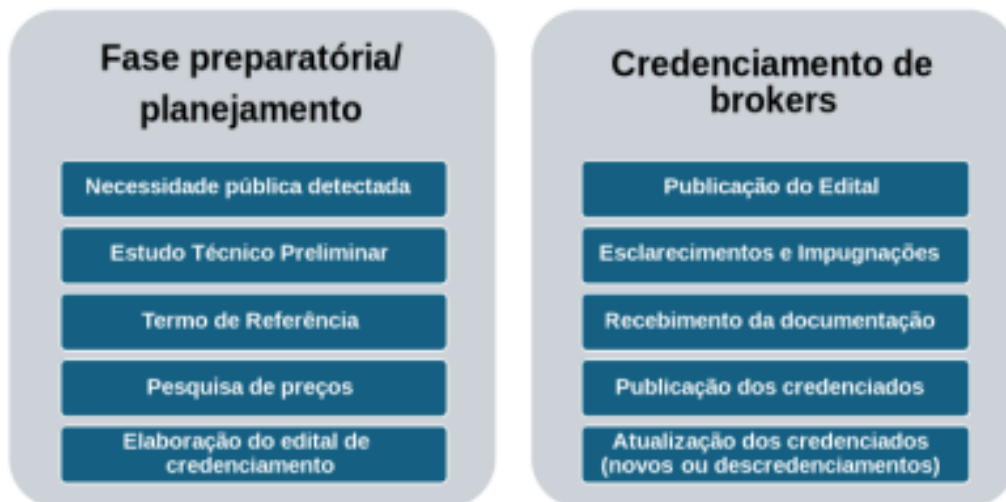 Fase preparatória/
planejamento
Necessidade pública detectada
Estudo Técnico Preliminar
Termo de Referência
Pesquisa de preços
Elaboração do edital de
credenciamento
Credenciamento de
brokers
Publicação do Edital
Esclarecimentos e Impugnações
Recebimento da documentação
Publicação dos credenciados
Atualização dos credenciados
(novos ou descredenciamentos)